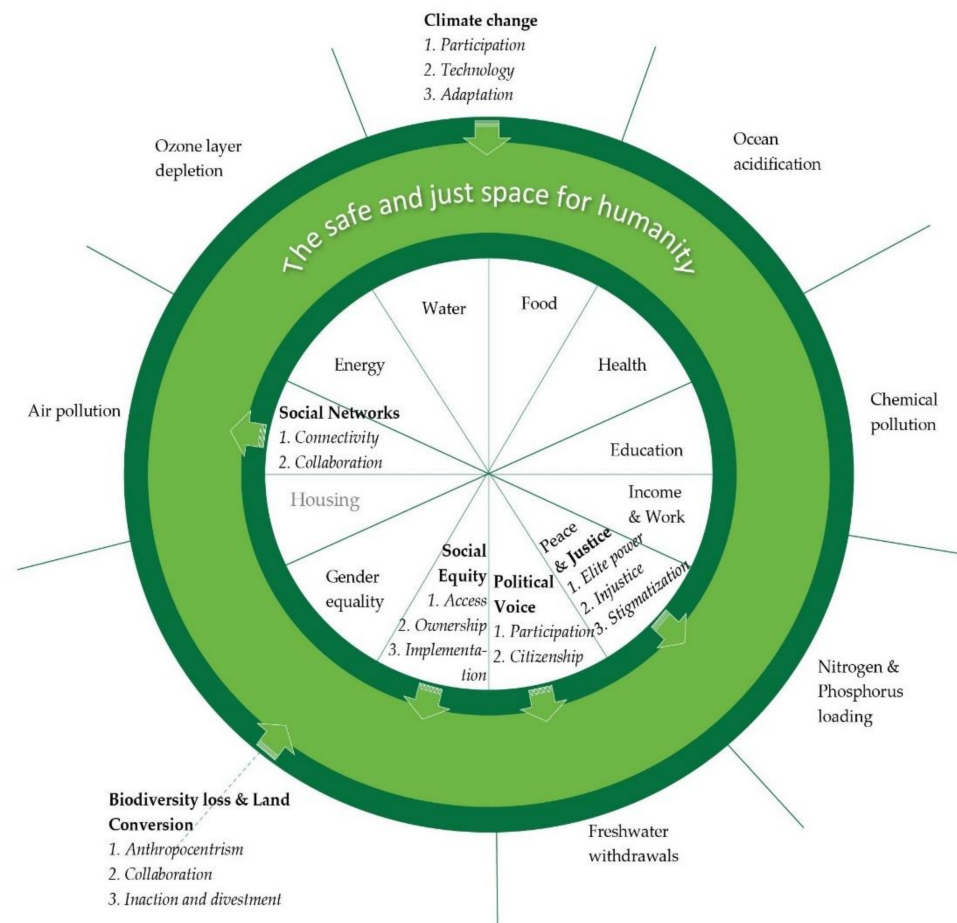 Climate change
1. Participation
2. Technology
3. Adaptation
Ozone layer
depletion
Ocean
acidification
The safe and just space for humanity
Water
Food
Energy
Health
Air pollution
Chemical
pollution
Social Networks
1. Connectivity
2. Collaboration
Education
Housing
Income
& Work
Peace
& Justice
1. Elite power
2. Injustice
3. Stigmatization
Gender
equality
Social
Equity
1. Access
2. Ownership
3. Implementa-
tion
Political
Voice
1. Participation
2. Citizenship
Nitrogen &
Phosphorus
loading
Biodiversity loss & Land
Conversion
1. Anthropocentrism
2. Collaboration
3. Inaction and divestment
Freshwater
withdrawals